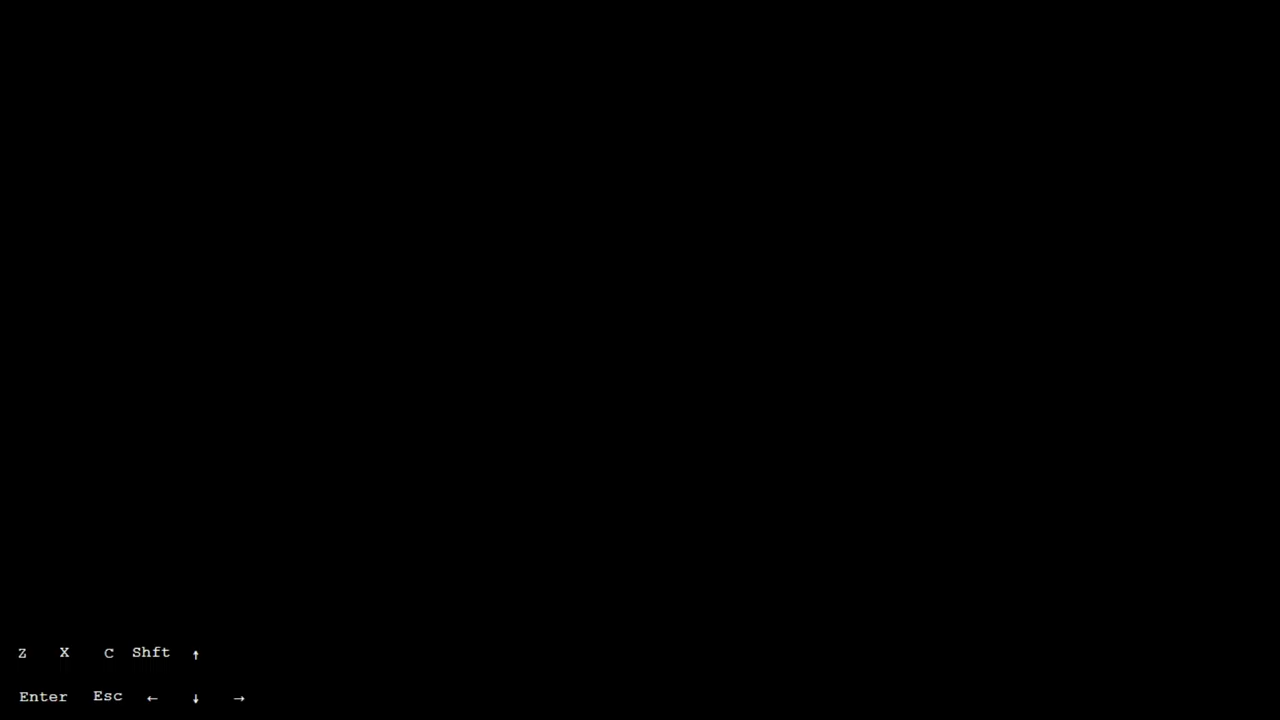 Z X C Shft ↑
Enter Esc ← ↓ →